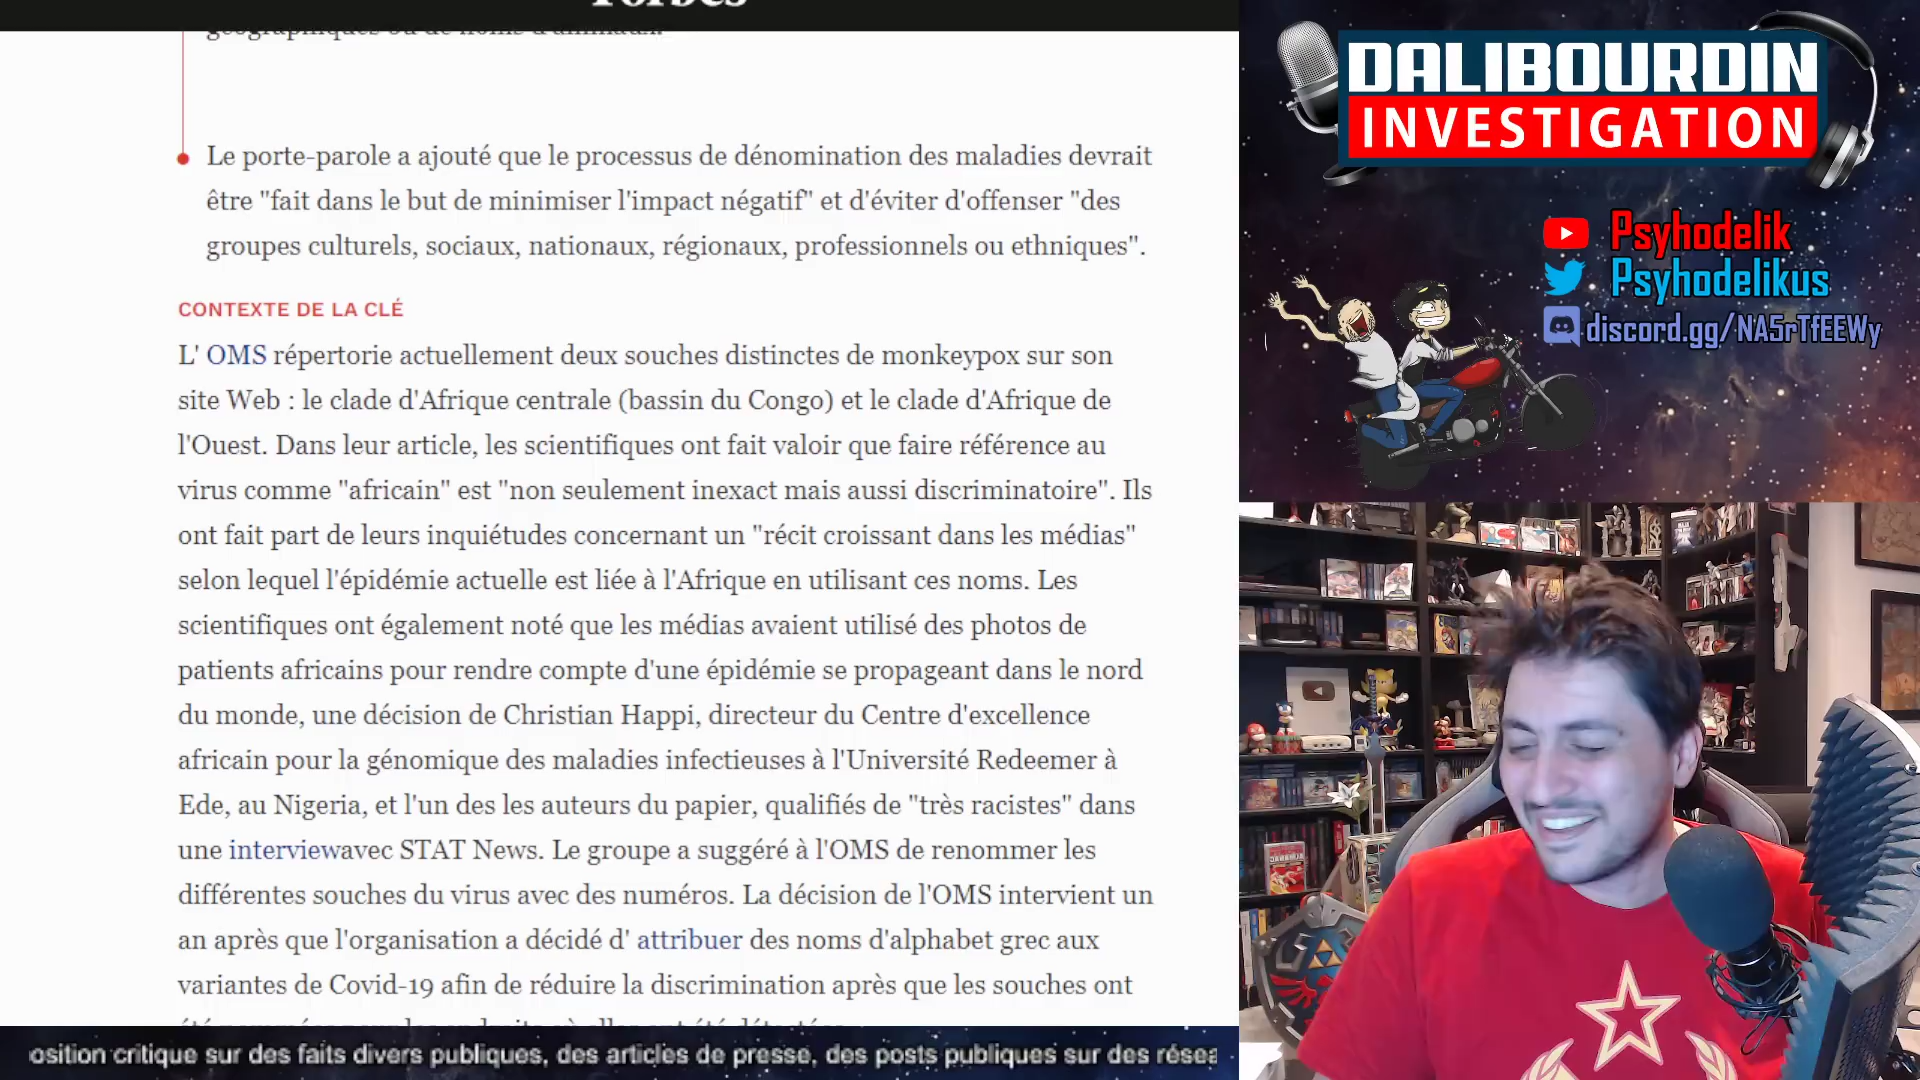 Forbes
géographiques ou de noms d'animaux.
Le porte-parole a ajouté que le processus de dénomination des maladies devrait
être "fait dans le but de minimiser l'impact négatif" et d'éviter d'offenser "des
groupes culturels, sociaux, nationaux, régionaux, professionnels ou ethniques".
CONTEXTE DE LA CLÉ
L' OMS répertorie actuellement deux souches distinctes de monkeypox sur son
site Web : le clade d'Afrique centrale (bassin du Congo) et le clade d'Afrique de
l'Ouest. Dans leur article, les scientifiques ont fait valoir que faire référence au
virus comme "africain" est "non seulement inexact mais aussi discriminatoire". Ils
ont fait part de leurs inquiétudes concernant un "récit croissant dans les médias"
selon lequel l'épidémie actuelle est liée à l'Afrique en utilisant ces noms. Les
scientifiques ont également noté que les médias avaient utilisé des photos de
patients africains pour rendre compte d'une épidémie se propageant dans le nord
du monde, une décision de Christian Happi, directeur du Centre d'excellence
africain pour la génomique des maladies infectieuses à l'Université Redeemer à
Ede, au Nigeria, et l'un des les auteurs du papier, qualifiés de "très racistes" dans
une interviewavec STAT News. Le groupe a suggéré à l'OMS de renommer les
différentes souches du virus avec des numéros. La décision de l'OMS intervient un
an après que l'organisation a décidé d' attribuer des noms d'alphabet grec aux
variantes de Covid-19 afin de réduire la discrimination après que les souches ont
osition critique sur des faits divers publiques, des articles de presse, des posts publiques sur des résea
DALIBOURDIN
INVESTIGATION
Psyhodelik
Psyhodelikus
discord.gg/NA5rTfEEWy